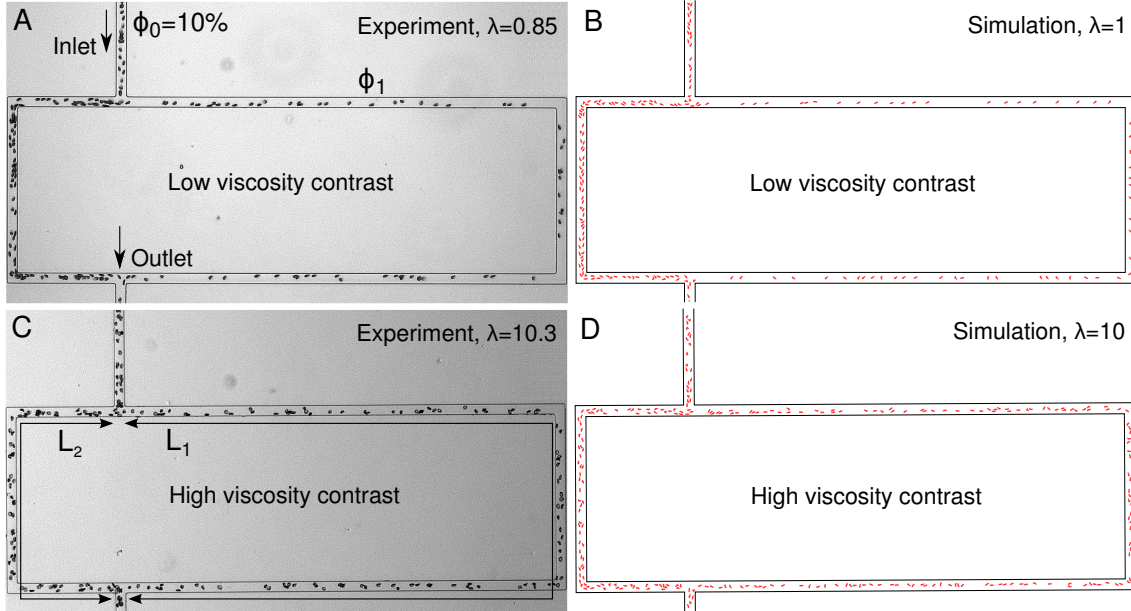 A
ϕ0=10%
Experiment, λ=0.85
Inlet
ϕ1
Low viscosity contrast
Outlet
B
Simulation, λ=1
Low viscosity contrast
C
Experiment, λ=10.3
L2
L1
High viscosity contrast
D
Simulation, λ=10
High viscosity contrast